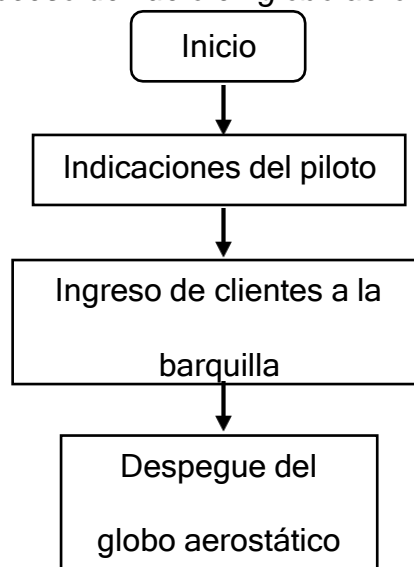 Inicio
Indicaciones del piloto
Ingreso de clientes a la
barquilla
Despegue del
globo aerostático